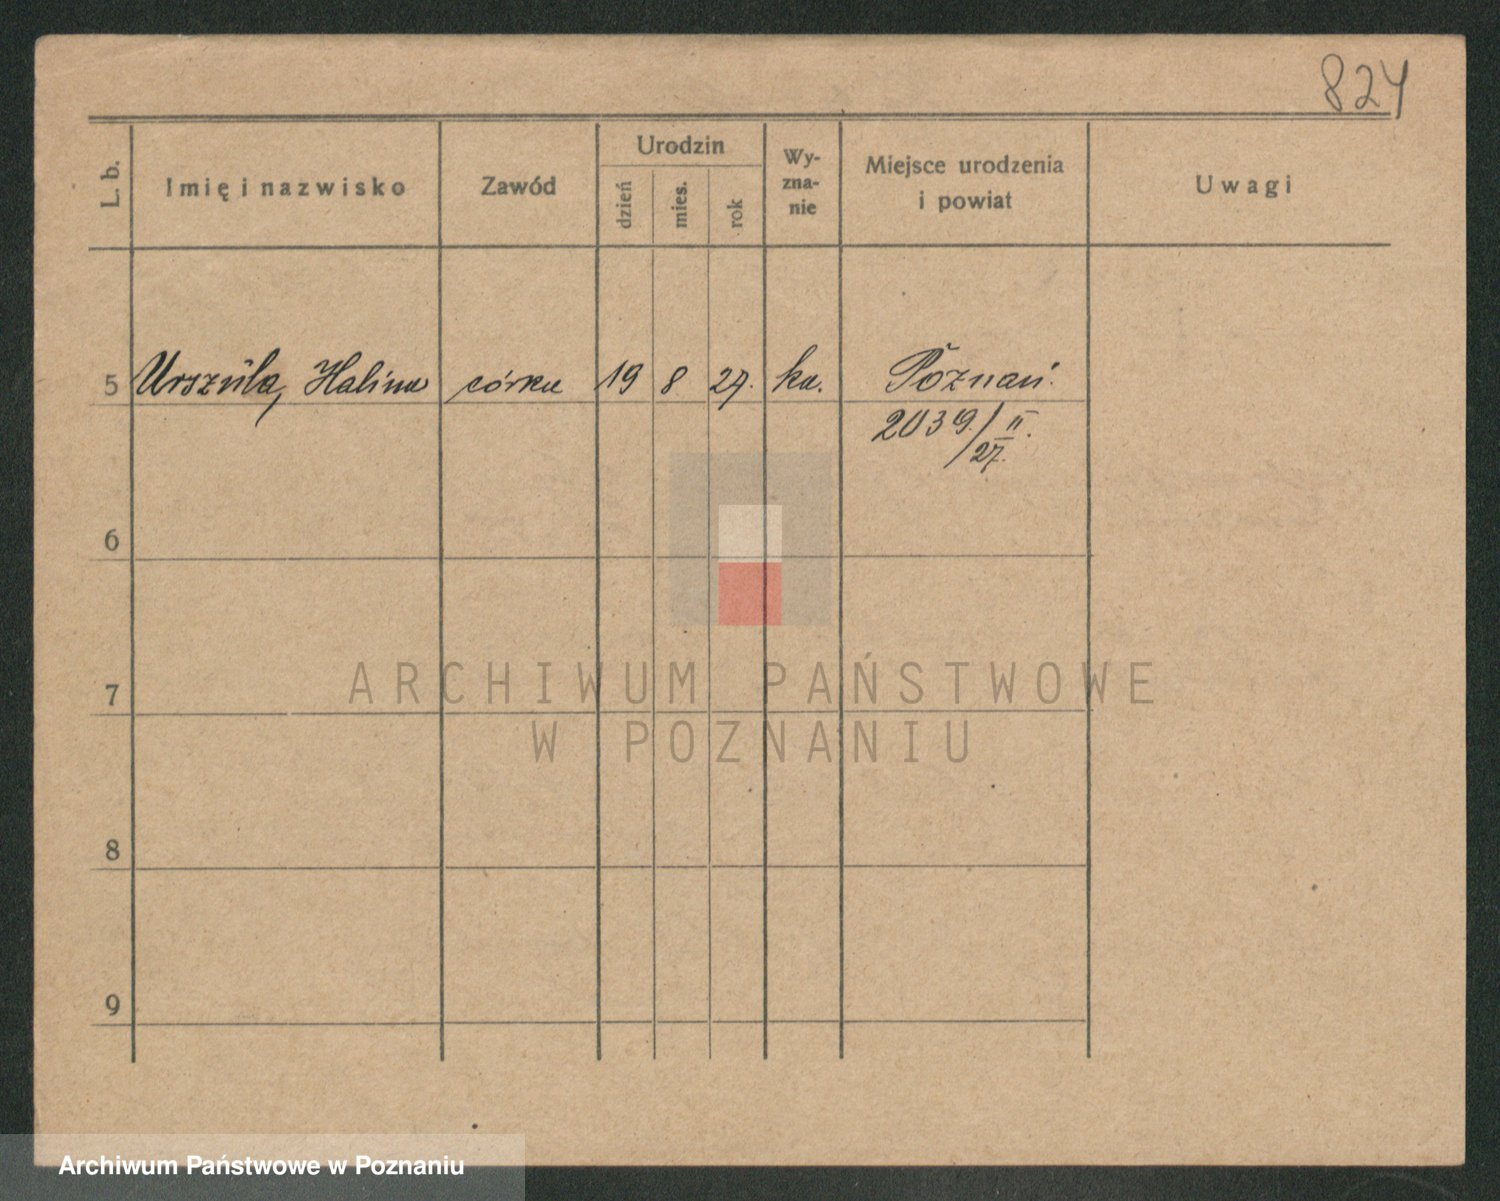 824
L. b. Imię i nazwisko Zawód Urodzin dzień mies. rok Wy-zna-nie Miejsce urodzenia i powiat Uwagi
5 Urszula, Halina córka 19 8 27. ka. Poznań.
2039./II. 27.
6
7
8
9
ARCHIWUM PAŃSTWOWE
W POZNANIU
Archiwum Państwowe w Poznaniu